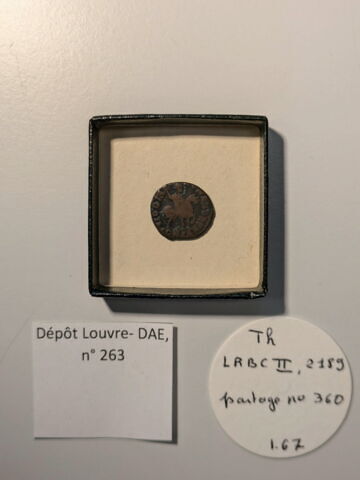 Dépôt Louvre- DAE,
n° 263
Th
LRBC II, 2189
partage no 360
1.67